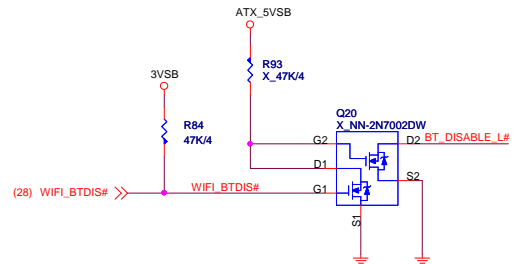 ATX_5VSB
R93
X_47K/4
3VSB
R84
47K/4
Q20
X_NN-2N7002DW
G2
D2
BT_DISABLE_L#
D1
S2
(28) WIFI_BTDIS#
WIFI_BTDIS#
G1
S1